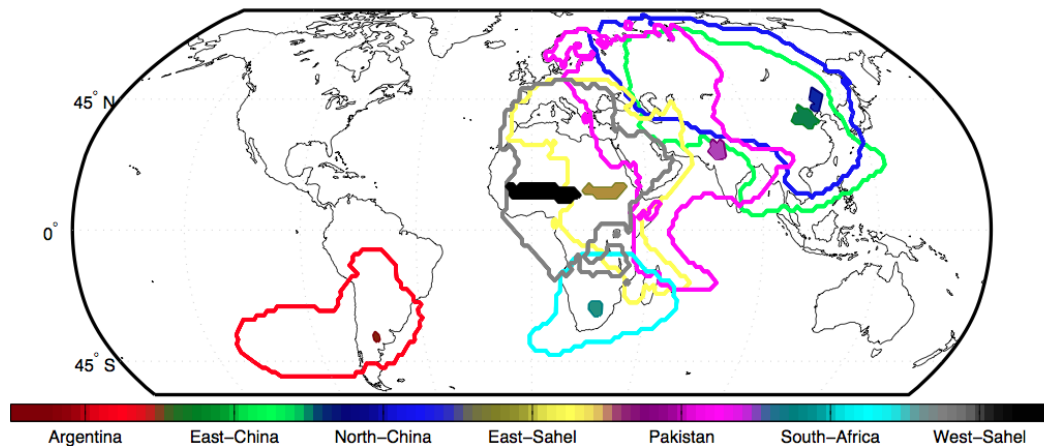 45° N
0°
45° S
Argentina East−China North−China East−Sahel Pakistan South−Africa West−Sahel